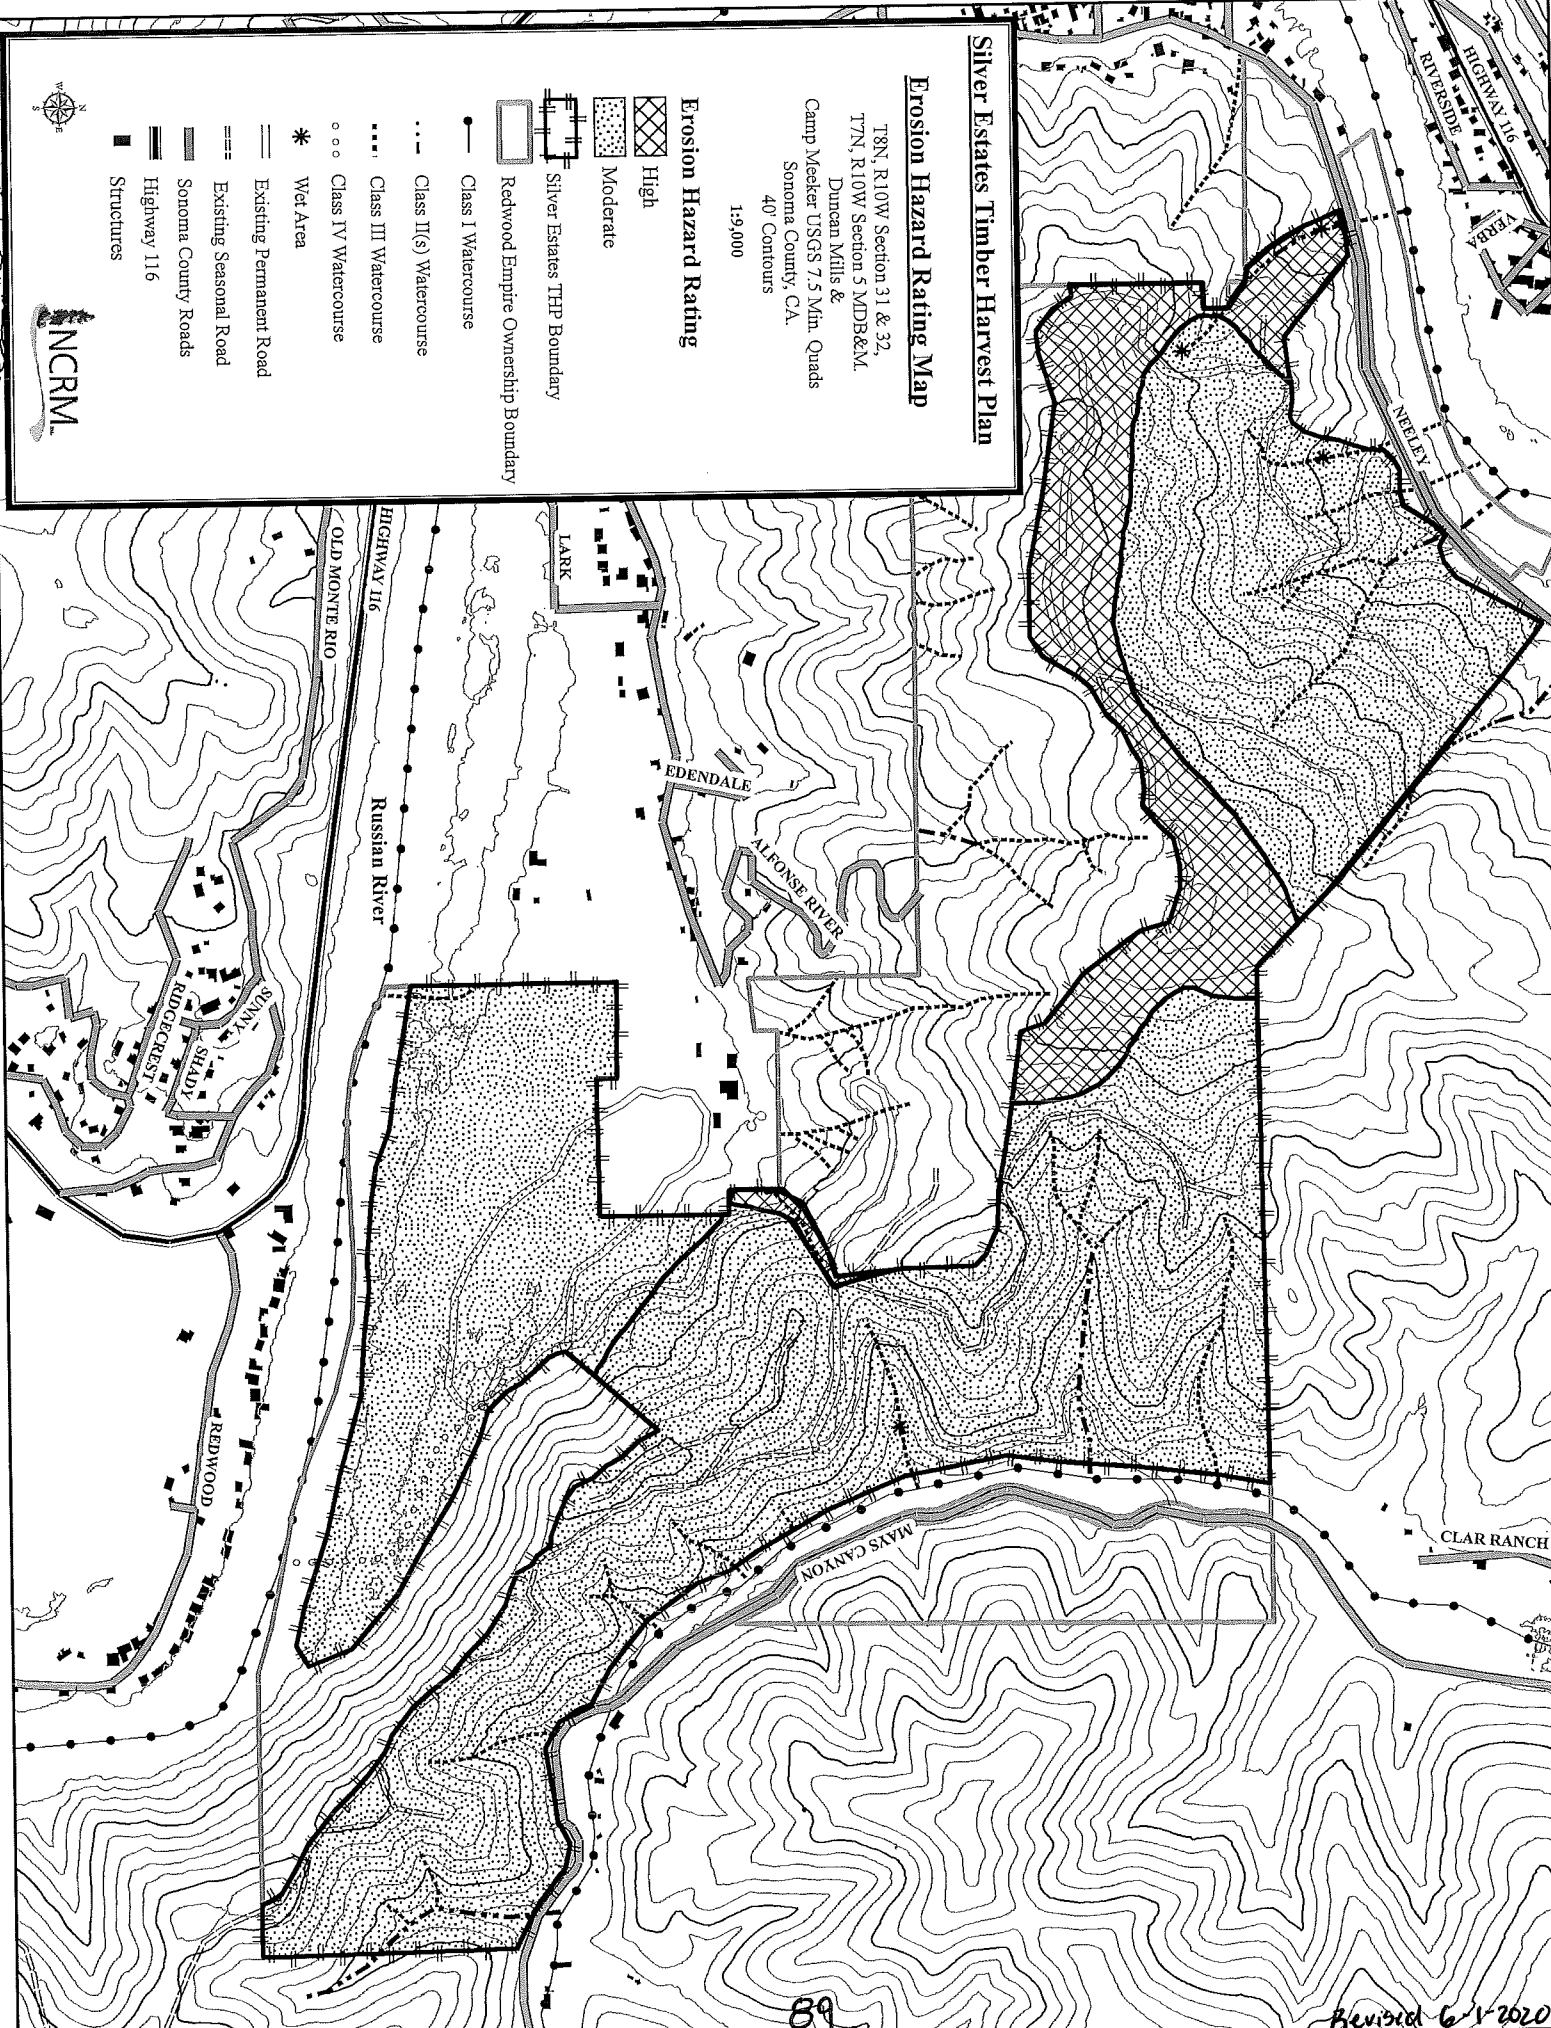 Silver Estates Timber Harvest Plan
Erosion Hazard Rating Map
T8N, R10W Section 31 & 32,
T7N, R10W Section 5 MDB&M.
Duncan Mills &
Camp Meeker USGS 7.5 Min. Quads
Sonoma County, CA.
40' Contours
1:9,000
Erosion Hazard Rating
High
Moderate
Silver Estates THP Boundary
Redwood Empire Ownership Boundary
Class I Watercourse
Class II(s) Watercourse
Class III Watercourse
Class IV Watercourse
Wet Area
Existing Permanent Road
Existing Seasonal Road
Sonoma County Roads
Highway 116
Structures
N
W
E
S
NCRM
HIGHWAY 116
RIVERSIDE
VERBA
NEELEY
LARK
HIGHWAY 116
OLD MONTE RIO
EDENDALE
ALFONSE RIVER
Russian River
SUNNY
SHADY
RIDGECREST
REDWOOD
MAYS CANYON
CLAR RANCH
89
Revised 6-1-2020